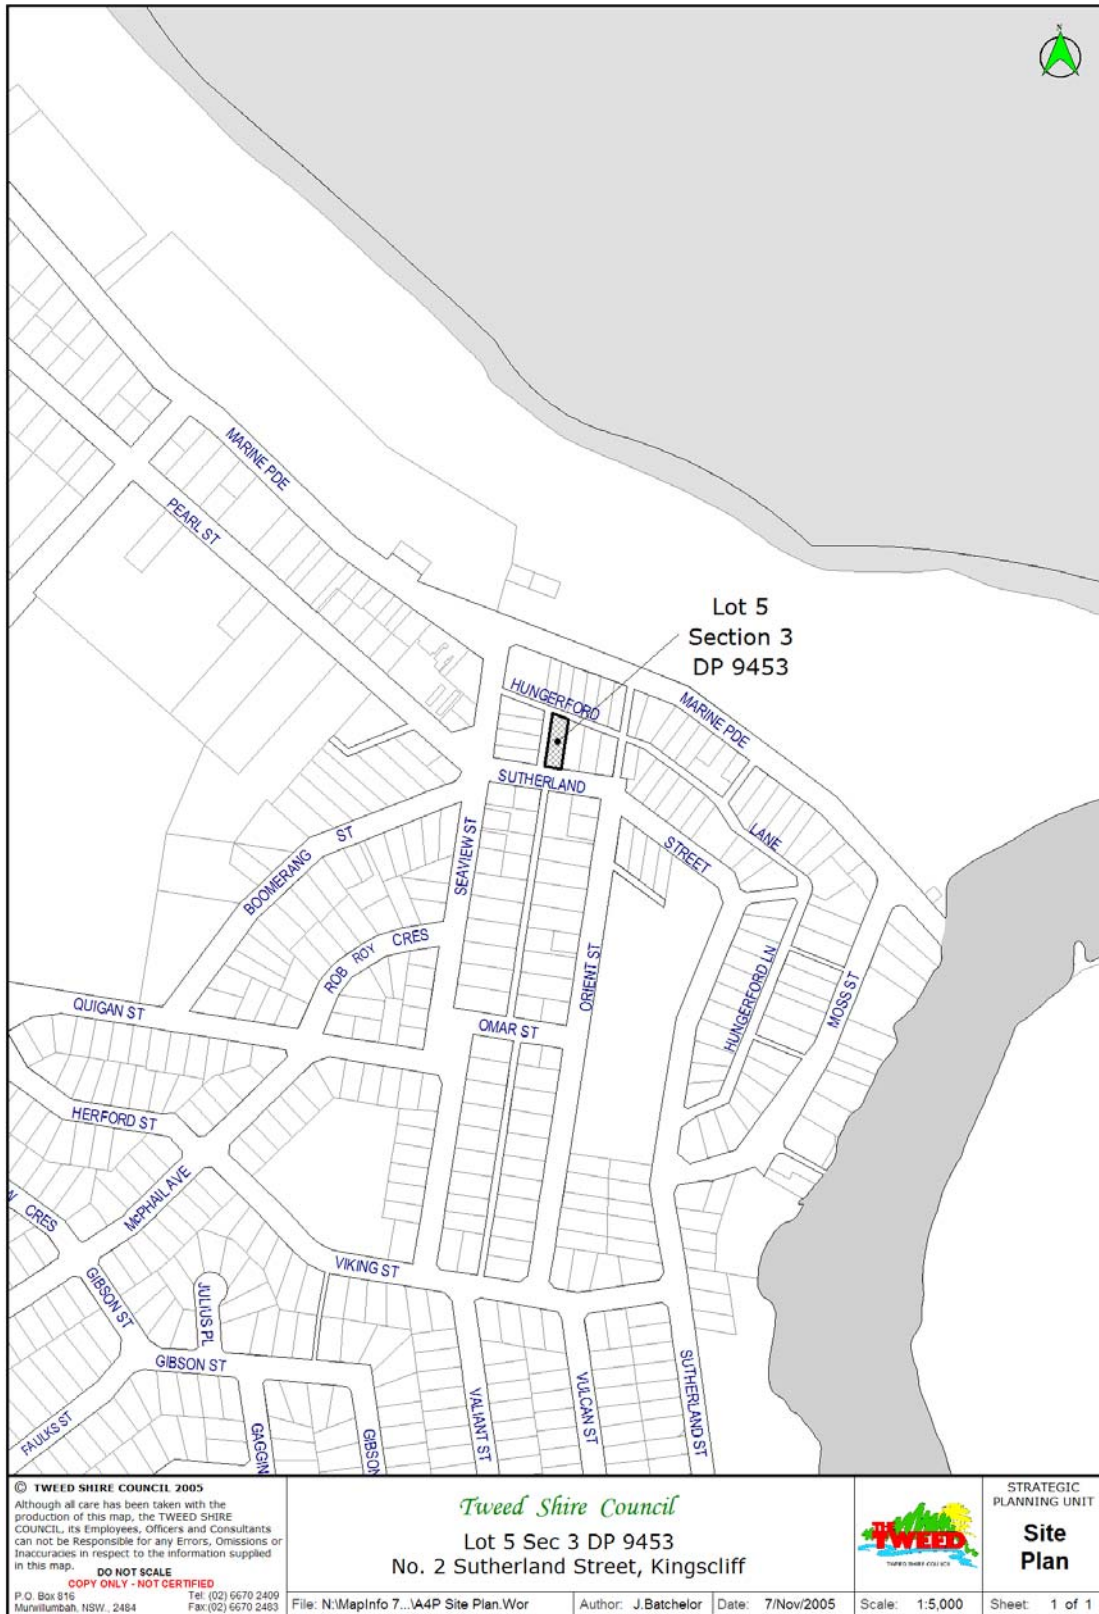 N
Lot 5
Section 3
DP 9453
MARINE PDE
PEARL ST
HUNGERFORD
MARINE PDE
SUTHERLAND
LANE
STREET
BOOMERANG ST
SEAVIEW ST
ROB ROY CRES
ORIENT ST
HUNGERFORD LN
MOSS ST
QUIGAN ST
OMAR ST
HERFORD ST
McPHAIL AVE
CRES
VIKING ST
GIBSON ST
JULIUS PL
GIBSON ST
SUTHERLAND ST
VULCAN ST
VALIANT ST
FAULKS ST
GAGGIN
GIBSON
© TWEED SHIRE COUNCIL 2005
Although all care has been taken with the
production of this map, the TWEED SHIRE
COUNCIL, its Employees, Officers and Consultants
can not be Responsible for any Errors, Omissions or
Inaccuracies in respect to the information supplied
in this map.
DO NOT SCALE
COPY ONLY - NOT CERTIFIED
P.O. Box 816
Murwillumbah, NSW., 2484
Tel: (02) 6670 2409
Fax:(02) 6670 2483
Tweed Shire Council
Lot 5 Sec 3 DP 9453
No. 2 Sutherland Street, Kingscliff
File: N:\MapInfo 7...\A4P Site Plan.Wor
Author: J.Batchelor
Date: 7/Nov/2005
THE TWEED
TWEED SHIRE COUNCIL
Scale: 1:5,000
STRATEGIC
PLANNING UNIT
Site
Plan
Sheet: 1 of 1